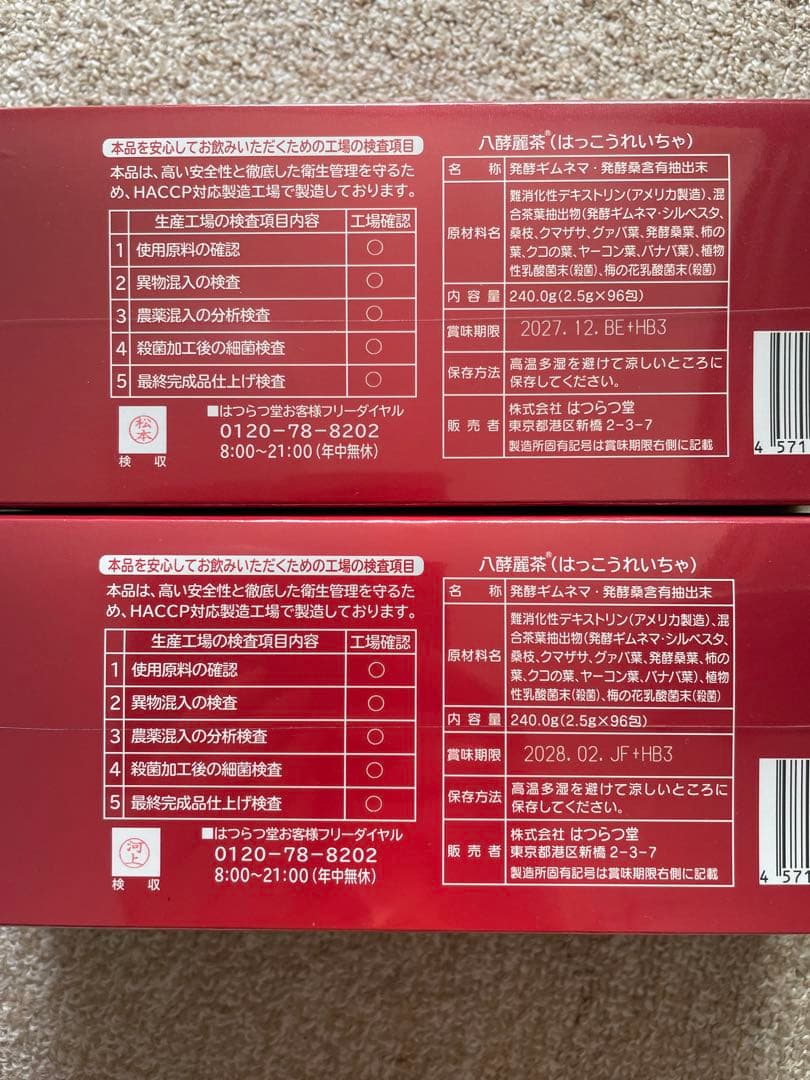 本品を安心してお飲みいただくための工場の検査項目
本品は、高い安全性と徹底した衛生管理を守るた
め、HACCP対応製造工場で製造しております。
生産工場の検査項目内容 工場確認
1 使用原料の確認 ○
2 異物混入の検査 ○
3 農薬混入の分析検査 ○
4 殺菌加工後の細菌検査 ○
5 最終完成品仕上げ検査 ○
松本
検収
■はつらつ堂お客様フリーダイヤル
0120-78-8202
8:00〜21:00(年中無休)
八酵麗茶®(はっこうれいちゃ)
名称 発酵ギムネマ・発酵桑含有抽出末
原材料名 難消化性デキストリン(アメリカ製造)、混
合茶葉抽出物(発酵ギムネマ・シルベスタ、
桑枝、クマザサ、グァバ葉、発酵桑葉、柿の
葉、クコの葉、ヤーコン葉、バナバ葉)、植物
性乳酸菌末(殺菌)、梅の花乳酸菌末(殺菌)
内容量 240.0g(2.5g×96包)
賞味期限 2027.12.BE+HB3
保存方法 高温多湿を避けて涼しいところに
保存してください。
販売者 株式会社 はつらつ堂
東京都港区新橋2-3-7
製造所固有記号は賞味期限右側に記載
4 571
本品を安心してお飲みいただくための工場の検査項目
本品は、高い安全性と徹底した衛生管理を守るた
め、HACCP対応製造工場で製造しております。
生産工場の検査項目内容 工場確認
1 使用原料の確認 ○
2 異物混入の検査 ○
3 農薬混入の分析検査 ○
4 殺菌加工後の細菌検査 ○
5 最終完成品仕上げ検査 ○
河上
検収
■はつらつ堂お客様フリーダイヤル
0120-78-8202
8:00〜21:00(年中無休)
八酵麗茶®(はっこうれいちゃ)
名称 発酵ギムネマ・発酵桑含有抽出末
原材料名 難消化性デキストリン(アメリカ製造)、混
合茶葉抽出物(発酵ギムネマ・シルベスタ、
桑枝、クマザサ、グァバ葉、発酵桑葉、柿の
葉、クコの葉、ヤーコン葉、バナバ葉)、植物
性乳酸菌末(殺菌)、梅の花乳酸菌末(殺菌)
内容量 240.0g(2.5g×96包)
賞味期限 2028.02.JF+HB3
保存方法 高温多湿を避けて涼しいところに
保存してください。
販売者 株式会社 はつらつ堂
東京都港区新橋2-3-7
製造所固有記号は賞味期限右側に記載
4 571